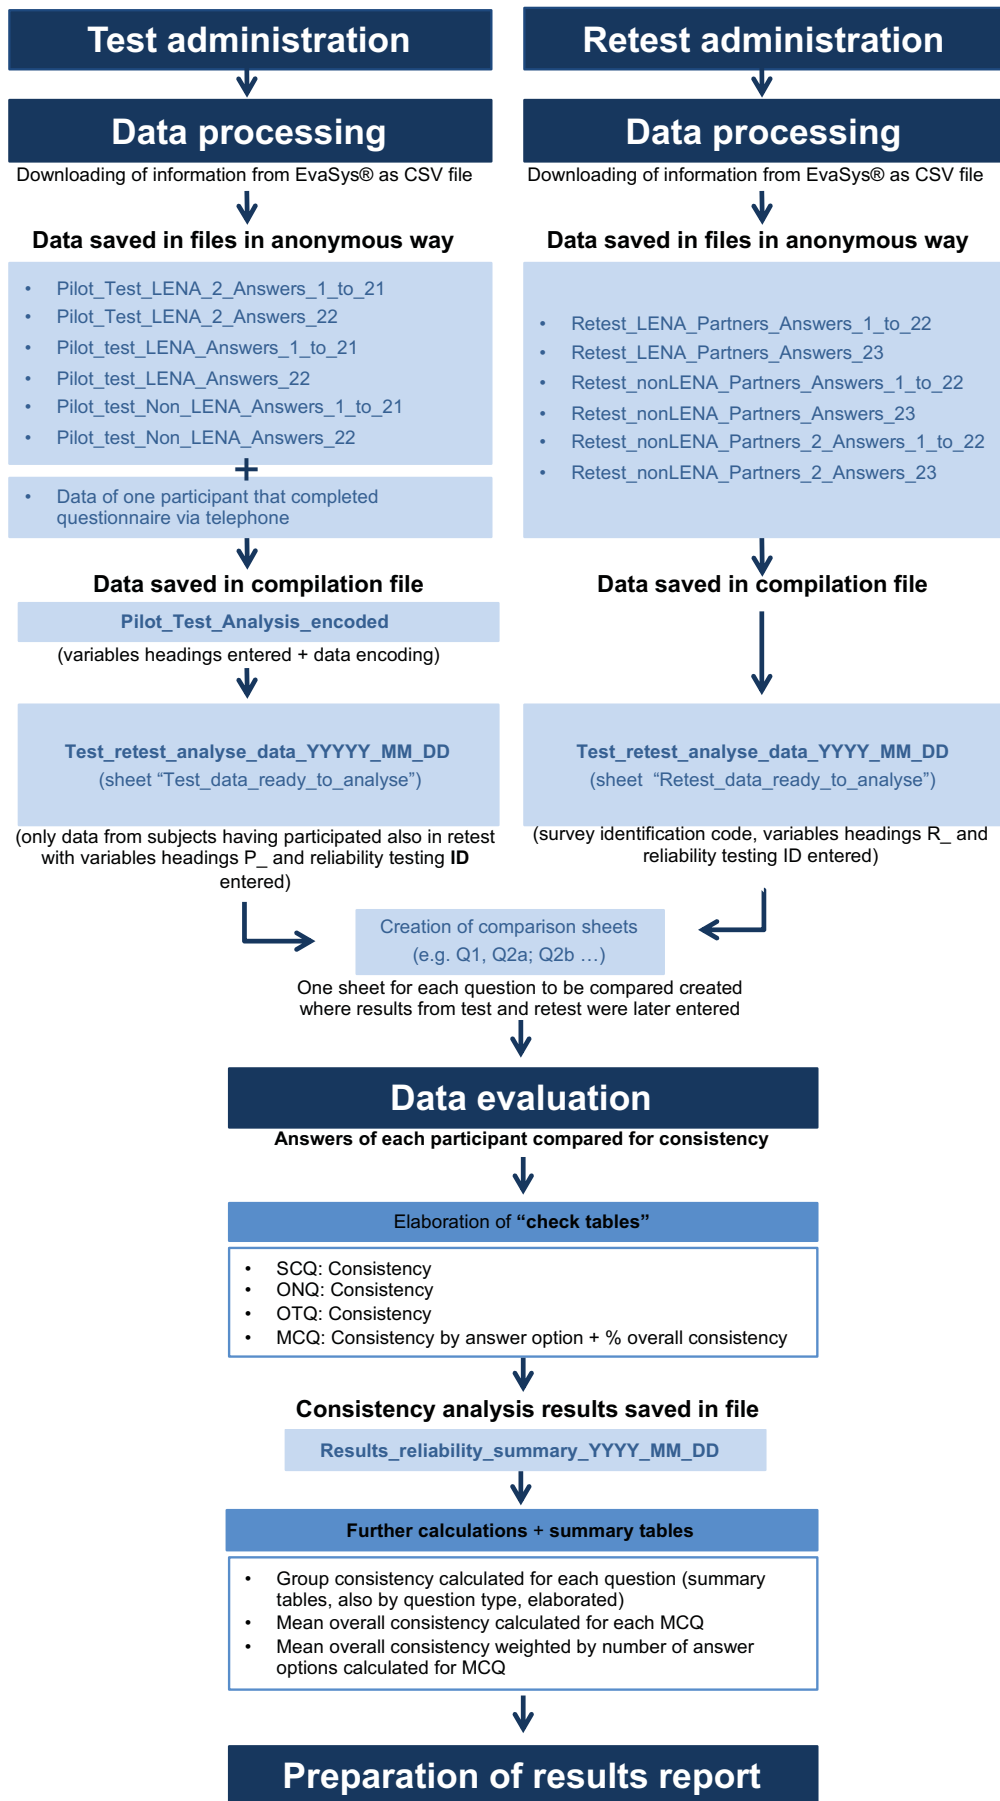 Test administration
Data processing
Downloading of information from EvaSys® as CSV file
Data saved in files in anonymous way
• Pilot_Test_LENA_2_Answers_1_to_21
• Pilot_Test_LENA_2_Answers_22
• Pilot_test_LENA_Answers_1_to_21
• Pilot_test_LENA_Answers_22
• Pilot_test_Non_LENA_Answers_1_to_21
• Pilot_test_Non_LENA_Answers_22
+
• Data of one participant that completed
questionnaire via telephone
Data saved in compilation file
Pilot_Test_Analysis_encoded
(variables headings entered + data encoding)
Test_retest_analyse_data_YYYYY_MM_DD
(sheet “Test_data_ready_to_analyse”)
(only data from subjects having participated also in retest
with variables headings P_ and reliability testing ID
entered)
Retest administration
Data processing
Downloading of information from EvaSys® as CSV file
Data saved in files in anonymous way
• Retest_LENA_Partners_Answers_1_to_22
• Retest_LENA_Partners_Answers_23
• Retest_nonLENA_Partners_Answers_1_to_22
• Retest_nonLENA_Partners_Answers_23
• Retest_nonLENA_Partners_2_Answers_1_to_22
• Retest_nonLENA_Partners_2_Answers_23
Data saved in compilation file
Test_retest_analyse_data_YYYY_MM_DD
(sheet “Retest_data_ready_to_analyse”)
(survey identification code, variables headings R_ and
reliability testing ID entered)
Creation of comparison sheets
(e.g. Q1, Q2a; Q2b ...)
One sheet for each question to be compared created
where results from test and retest were later entered
Data evaluation
Answers of each participant compared for consistency
Elaboration of “check tables”
• SCQ: Consistency
• ONQ: Consistency
• OTQ: Consistency
• MCQ: Consistency by answer option + % overall consistency
Consistency analysis results saved in file
Results_reliability_summary_YYYY_MM_DD
Further calculations + summary tables
• Group consistency calculated for each question (summary
tables, also by question type, elaborated)
• Mean overall consistency calculated for each MCQ
• Mean overall consistency weighted by number of answer
options calculated for MCQ
Preparation of results report